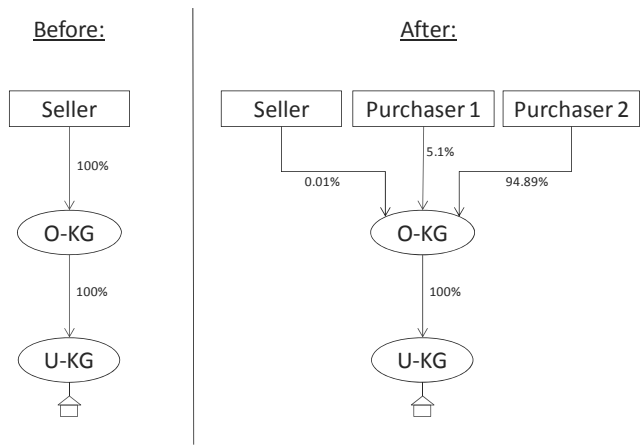 Before:
After:
Seller
Seller
Purchaser 1
Purchaser 2
100%
0.01%
5.1%
94.89%
O-KG
O-KG
100%
100%
U-KG
U-KG